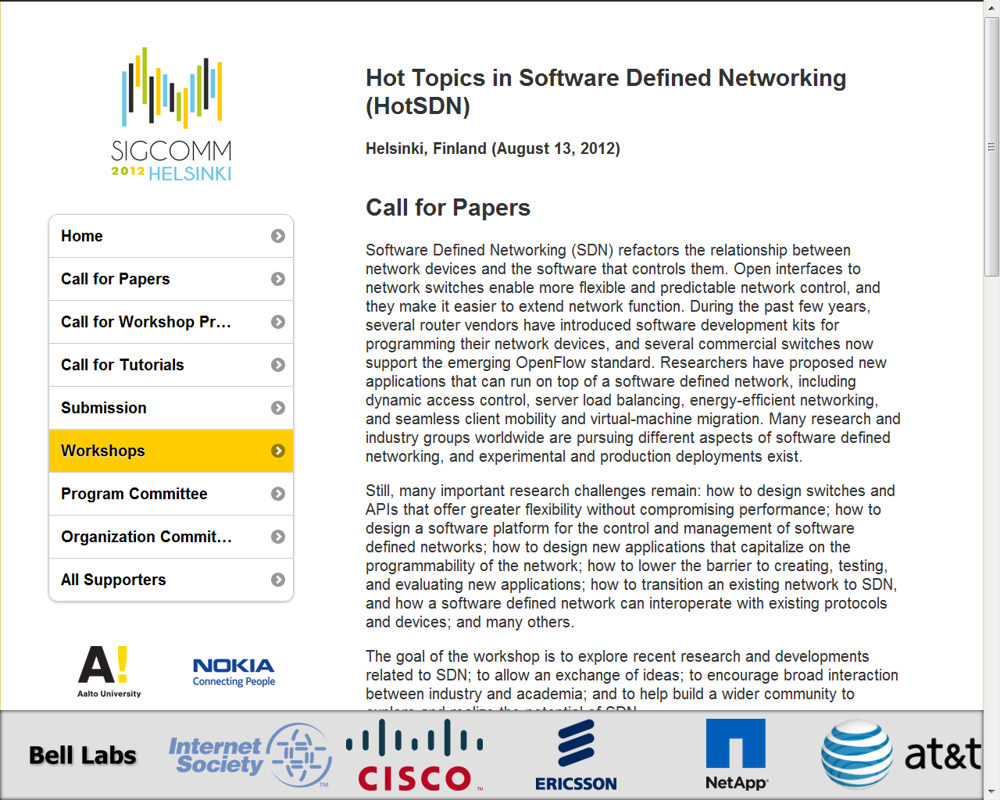 SIGCOMM
2012 HELSINKI
Home
Call for Papers
Call for Workshop Pr...
Call for Tutorials
Submission
Workshops
Program Committee
Organization Commit...
All Supporters
A!
Aalto University
NOKIA
Connecting People
Hot Topics in Software Defined Networking
(HotSDN)
Helsinki, Finland (August 13, 2012)
Call for Papers
Software Defined Networking (SDN) refactors the relationship between
network devices and the software that controls them. Open interfaces to
network switches enable more flexible and predictable network control, and
they make it easier to extend network function. During the past few years,
several router vendors have introduced software development kits for
programming their network devices, and several commercial switches now
support the emerging OpenFlow standard. Researchers have proposed new
applications that can run on top of a software defined network, including
dynamic access control, server load balancing, energy-efficient networking,
and seamless client mobility and virtual-machine migration. Many research and
industry groups worldwide are pursuing different aspects of software defined
networking, and experimental and production deployments exist.
Still, many important research challenges remain: how to design switches and
APIs that offer greater flexibility without compromising performance; how to
design a software platform for the control and management of software
defined networks; how to design new applications that capitalize on the
programmability of the network; how to lower the barrier to creating, testing,
and evaluating new applications; how to transition an existing network to SDN,
and how a software defined network can interoperate with existing protocols
and devices; and many others.
The goal of the workshop is to explore recent research and developments
related to SDN; to allow an exchange of ideas; to encourage broad interaction
between industry and academia; and to help build a wider community to
explore and realize the potential of SDN.
Bell Labs
Internet
Society
TM
CISCO
TM
ERICSSON
NetApp®
at&t